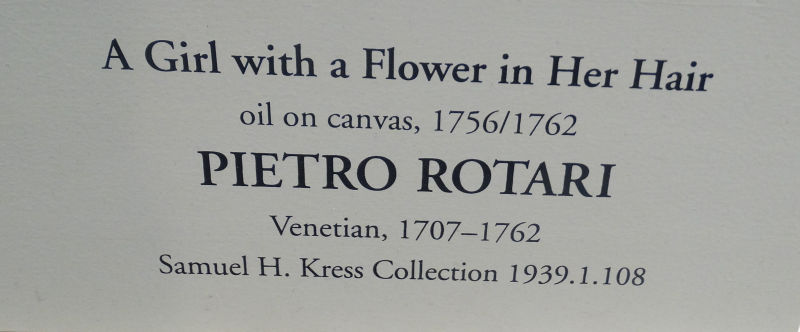 A Girl with a Flower in Her Hair
oil on canvas, 1756/1762
PIETRO ROTARI
Venetian, 1707–1762
Samuel H. Kress Collection 1939.1.108